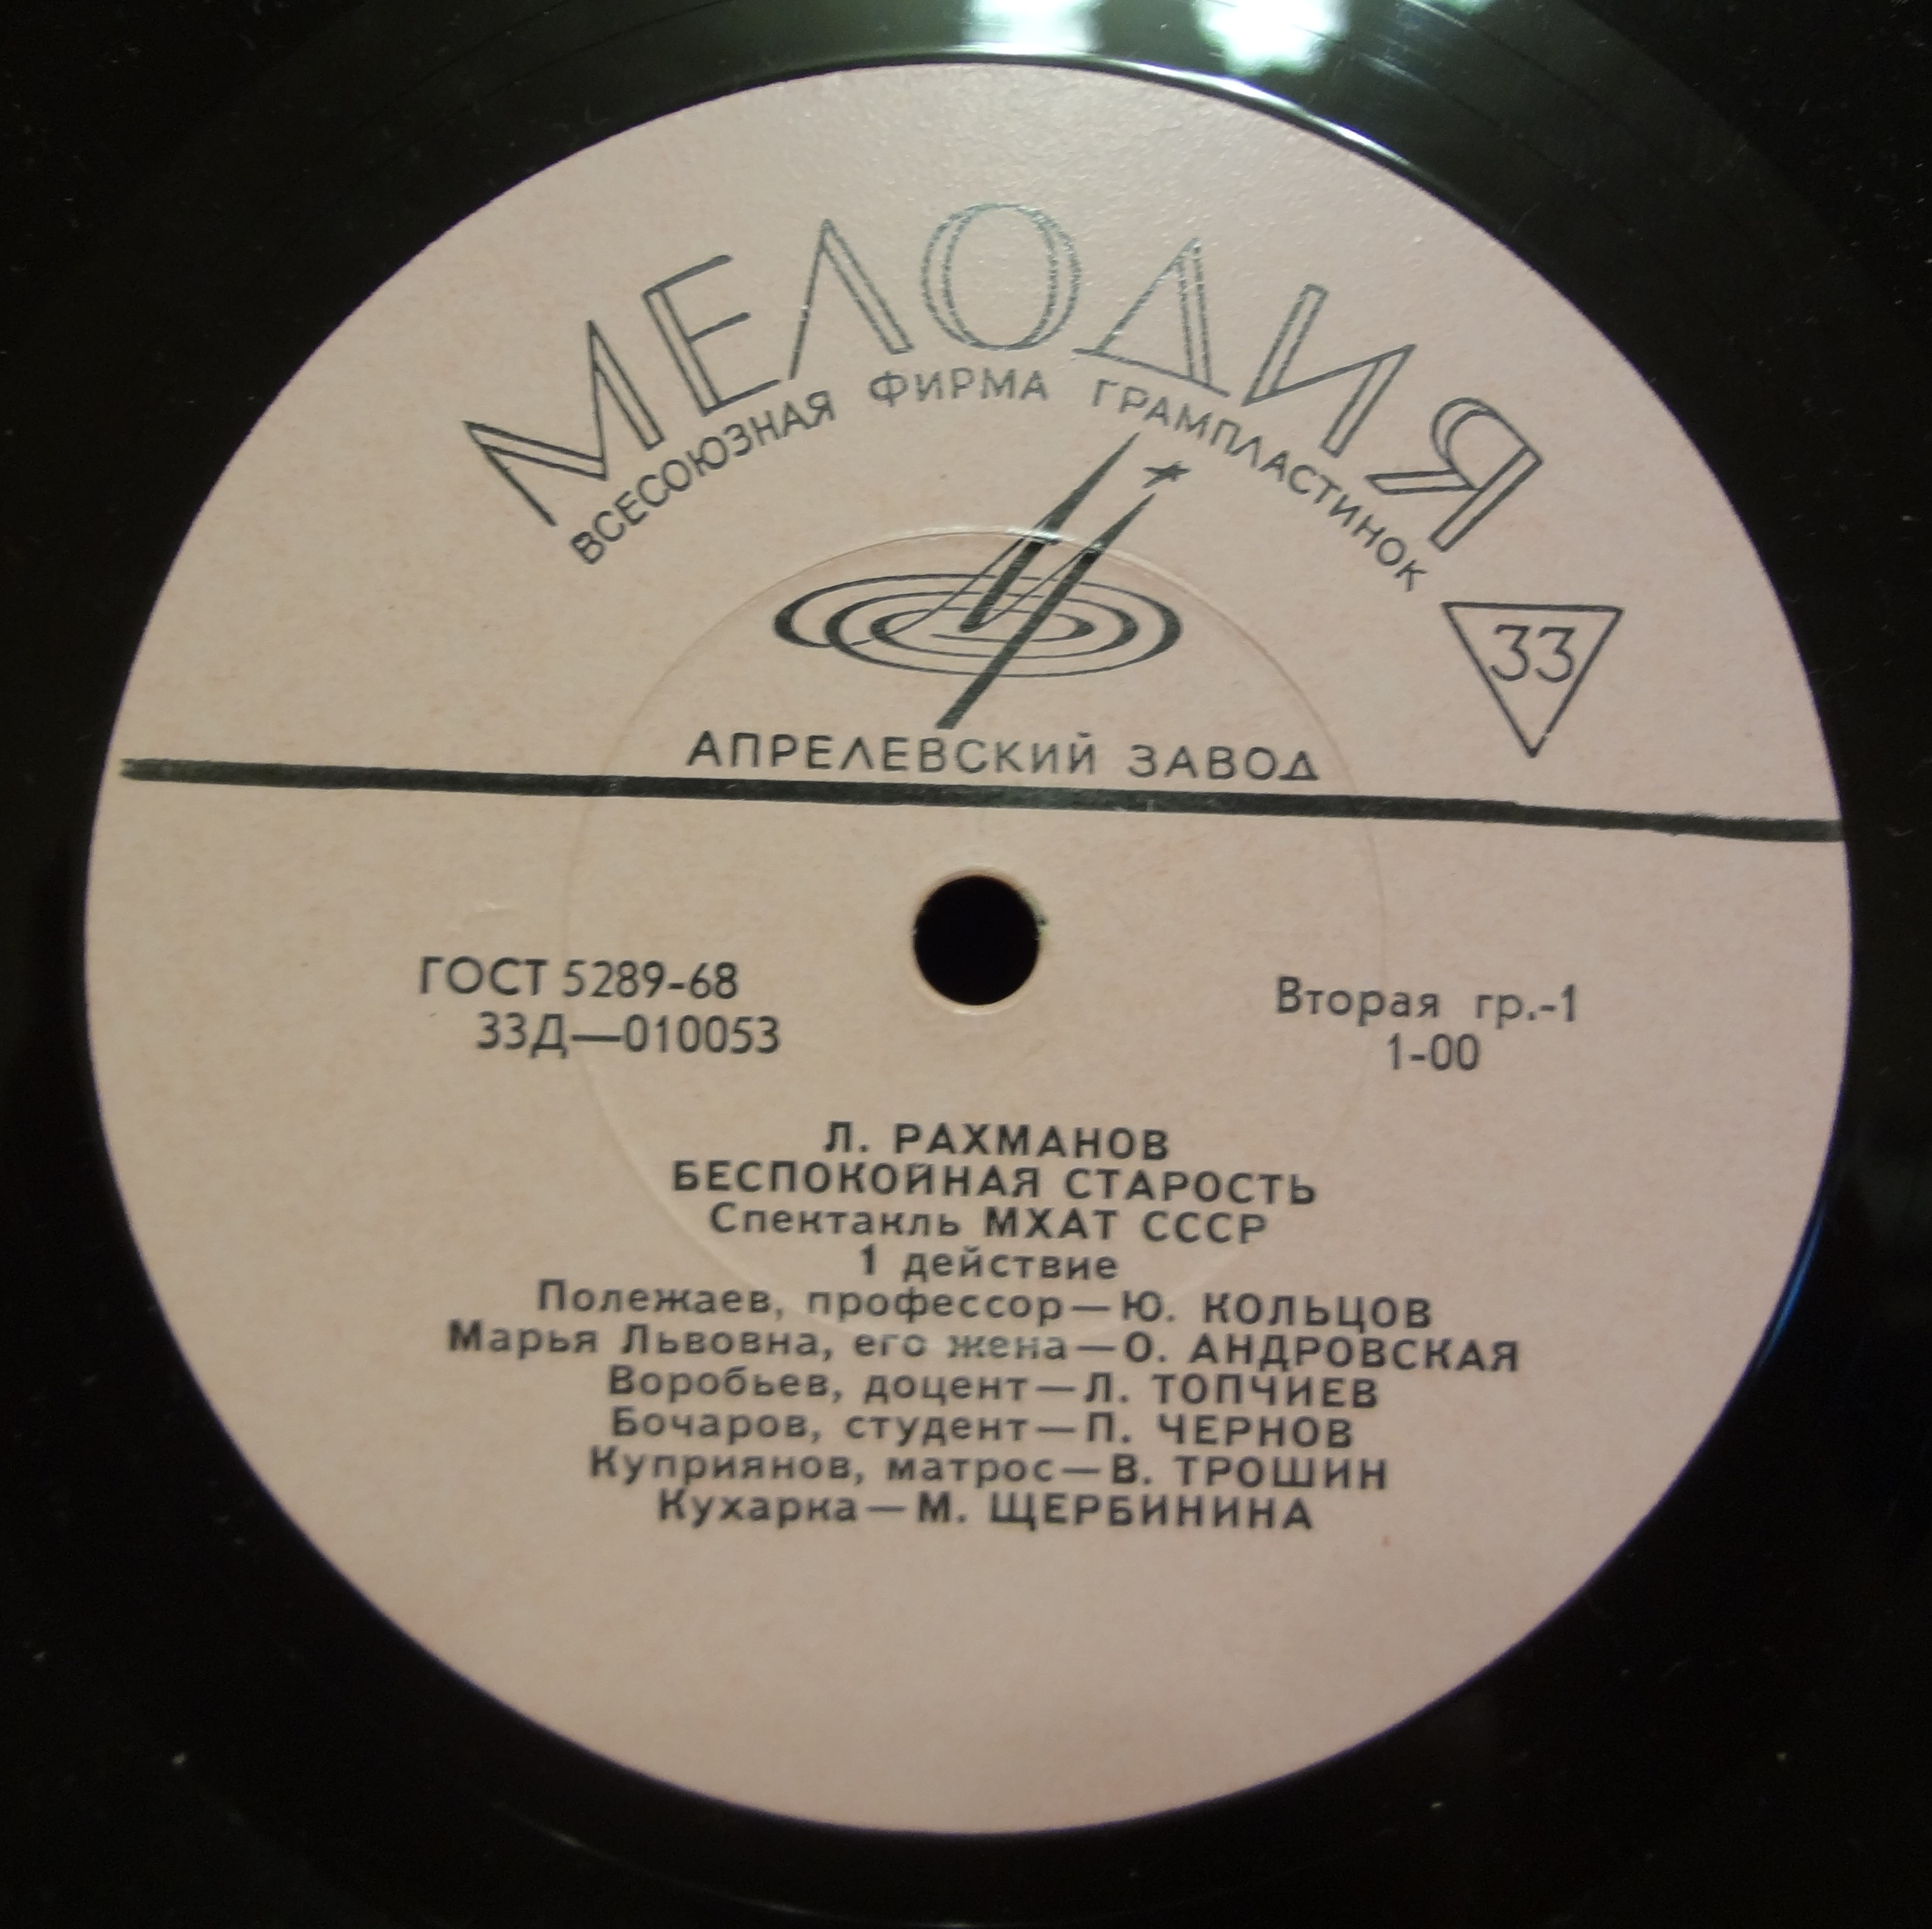 МЕЛОДИЯ
ВСЕСОЮЗНАЯ ФИРМА ГРАМПЛАСТИНОК
33
АПРЕЛЕВСКИЙ ЗАВОД
ГОСТ 5289-68
33Д—010053
Вторая гр.-1
1-00
Л. РАХМАНОВ
БЕСПОКОЙНАЯ СТАРОСТЬ
Спектакль МХАТ СССР
1 действие
Полежаев, профессор—Ю. КОЛЬЦОВ
Марья Львовна, его жена—О. АНДРОВСКАЯ
Воробьев, доцент—Л. ТОПЧИЕВ
Бочаров, студент—П. ЧЕРНОВ
Куприянов, матрос—В. ТРОШИН
Кухарка—М. ЩЕРБИНИНА